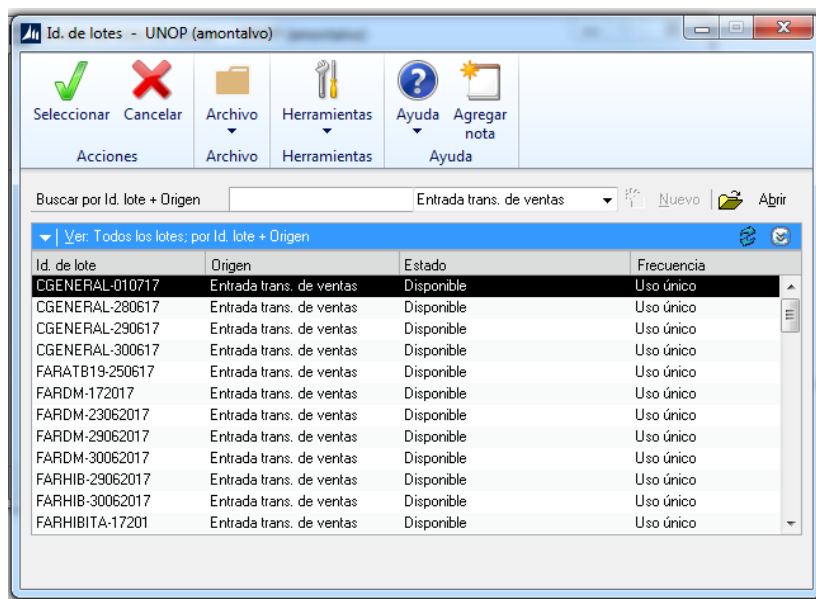 Id. de lotes - UNOP (amontalvo)
Seleccionar Cancelar Archivo Herramientas Ayuda Agregar nota
Acciones Archivo Herramientas Ayuda
Buscar por Id. lote + Origen Entrada trans. de ventas Nuevo Abrir
Ver: Todos los lotes; por Id. lote + Origen
Id. de lote Origen Estado Frecuencia
CGENERAL-010717 Entrada trans. de ventas Disponible Uso único
CGENERAL-280617 Entrada trans. de ventas Disponible Uso único
CGENERAL-290617 Entrada trans. de ventas Disponible Uso único
CGENERAL-300617 Entrada trans. de ventas Disponible Uso único
FARATB19-250617 Entrada trans. de ventas Disponible Uso único
FARDM-172017 Entrada trans. de ventas Disponible Uso único
FARDM-23062017 Entrada trans. de ventas Disponible Uso único
FARDM-29062017 Entrada trans. de ventas Disponible Uso único
FARDM-30062017 Entrada trans. de ventas Disponible Uso único
FARHIB-29062017 Entrada trans. de ventas Disponible Uso único
FARHIB-30062017 Entrada trans. de ventas Disponible Uso único
FARHIBITA-17201 Entrada trans. de ventas Disponible Uso único